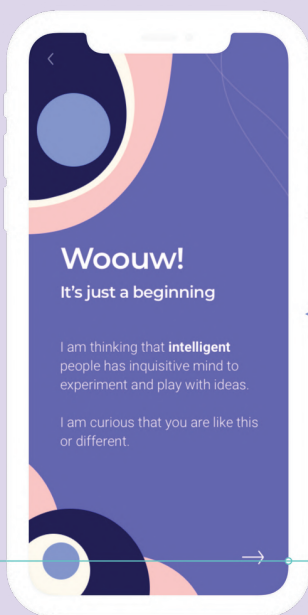 Woouw!
It's just a beginning
I am thinking that intelligent
people has inquisitive mind to
experiment and play with ideas.
I am curious that you are like this
or different.